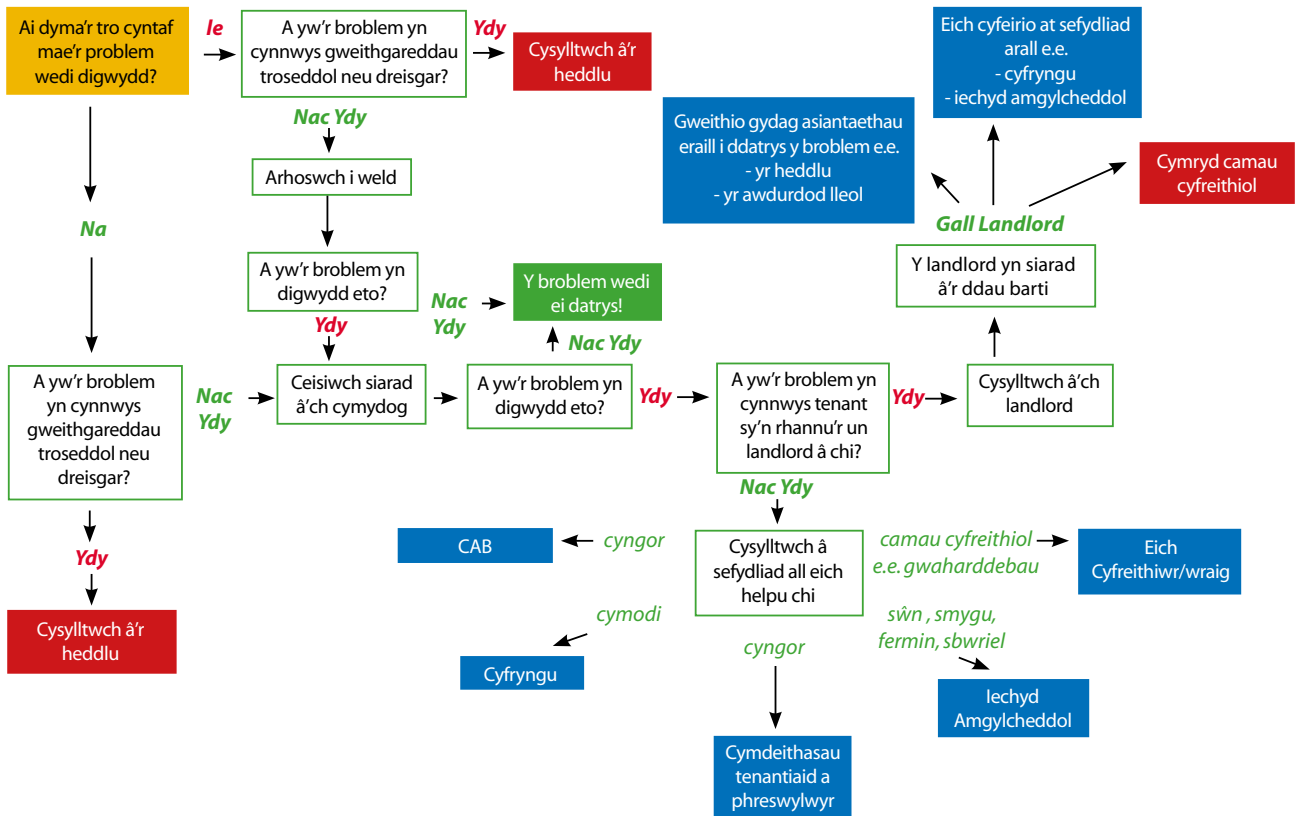 Ai dyma'r tro cyntaf
mae'r problem
wedi digwydd?
Ie
A yw'r broblem yn
cynnwys gweithgareddau
troseddol neu dreisgar?
Ydy
Cysylltwch â'r
heddlu
Eich cyfeirio at sefydliad
arall e.e.
- cyfryngu
- iechyd amgylcheddol
Nac Ydy
Gweithio gydag asiantaethau
eraill i ddatrys y broblem e.e.
- yr heddlu
- yr awdurdod lleol
Cymryd camau
cyfreithiol
Arhoswch i weld
Na
Gall Landlord
A yw'r broblem yn
digwydd eto?
Nac
Ydy
Y broblem wedi
ei datrys!
Y landlord yn siarad
â'r ddau barti
Ydy
Nac Ydy
A yw'r broblem
yn cynnwys
gweithgareddau
troseddol neu
dreisgar?
Nac
Ydy
Ceisiwch siarad
â'ch cymydog
A yw'r broblem yn
digwydd eto?
Ydy
A yw'r broblem yn
cynnwys tenant
sy'n rhannu'r un
landlord â chi?
Ydy
Cysylltwch â'ch
landlord
Nac Ydy
Ydy
Cysylltwch â'r
heddlu
CAB
cyngor
Cysylltwch â
sefydliad all eich
helpu chi
camau cyfreithiol
e.e. gwaharddebau
Eich
Cyfreithiwr/wraig
cymodi
Cyfryngu
cyngor
sŵn , smygu,
fermin, sbwriel
Iechyd
Amgylcheddol
Cymdeithasau
tenantiaid a
phreswylwyr